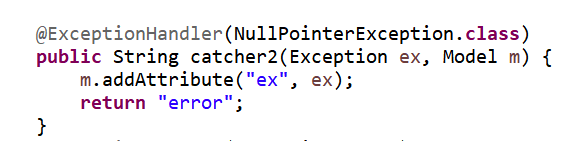 @ExceptionHandler(NullPointerException.class)
public String catcher2(Exception ex, Model m) {
    m.addAttribute("ex", ex);
    return "error";
}